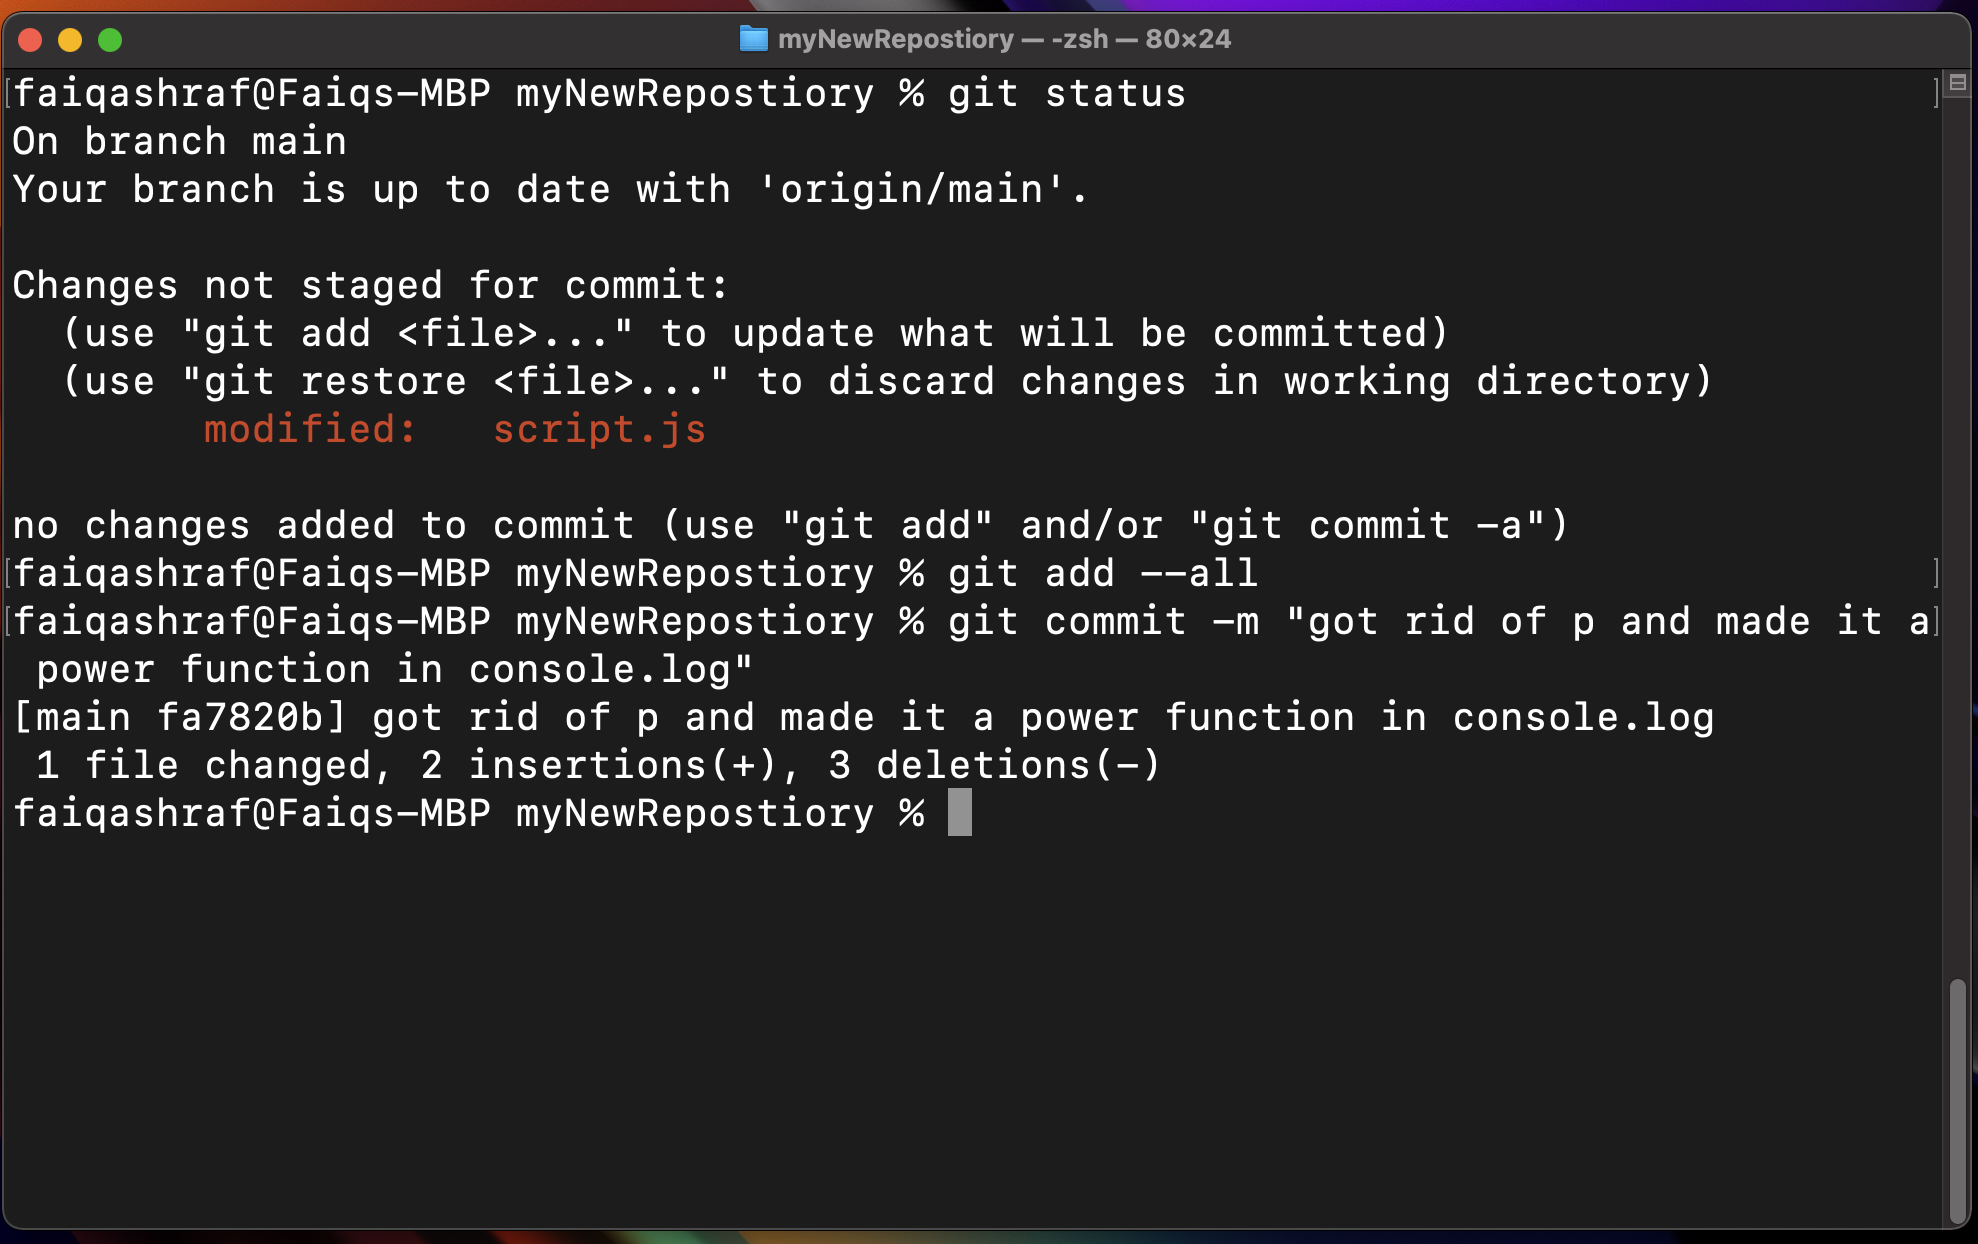 myNewRepostiory — -zsh — 80×24
faiqashraf@Faiqs-MBP myNewRepostiory % git status
On branch main
Your branch is up to date with 'origin/main'.
Changes not staged for commit:
  (use "git add <file>..." to update what will be committed)
  (use "git restore <file>..." to discard changes in working directory)
        modified:   script.js
no changes added to commit (use "git add" and/or "git commit -a")
faiqashraf@Faiqs-MBP myNewRepostiory % git add --all
faiqashraf@Faiqs-MBP myNewRepostiory % git commit -m "got rid of p and made it a
 power function in console.log"
[main fa7820b] got rid of p and made it a power function in console.log
 1 file changed, 2 insertions(+), 3 deletions(-)
faiqashraf@Faiqs-MBP myNewRepostiory %